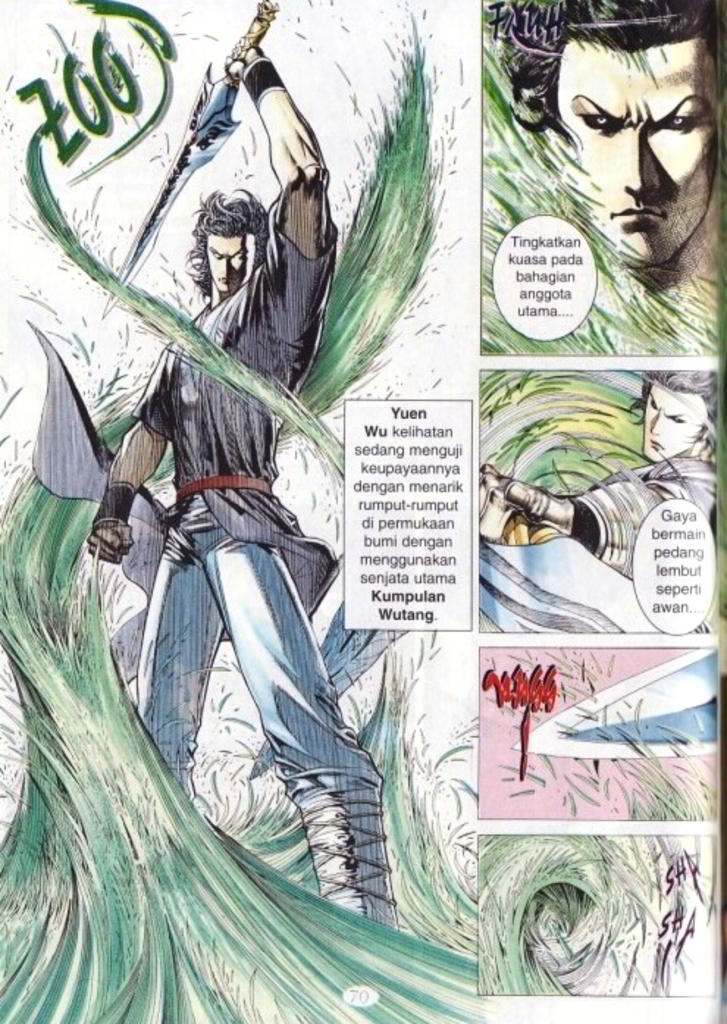 ZOO
Yuen
Wu kelihatan
sedang menguji
keupayaannya
dengan menarik
rumput-rumput
di permukaan
bumi dengan
menggunakan
senjata utama
Kumpulan
Wutang.
Tingkatkan
kuasa pada
bahagian
anggota
utama....
Gaya
bermain
pedang
lembut
seperti
awan....
SHA
SHA
70